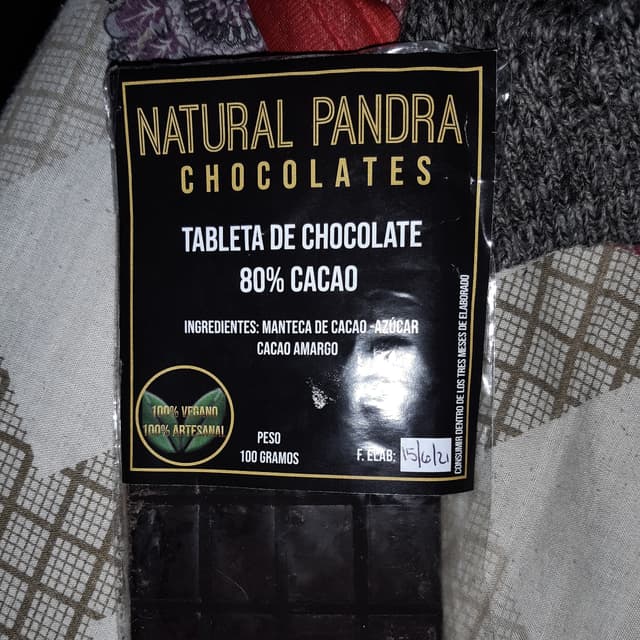 NATURAL PANDRA
CHOCOLATES
TABLETA DE CHOCOLATE
80% CACAO
INGREDIENTES: MANTECA DE CACAO -AZÚCAR
CACAO AMARGO
100% VEGANO
100% ARTESANAL
PESO
100 GRAMOS
F. ELAB: 15/6/21
CONSUMIR DENTRO DE LOS TRES MESES DE ELABORADO